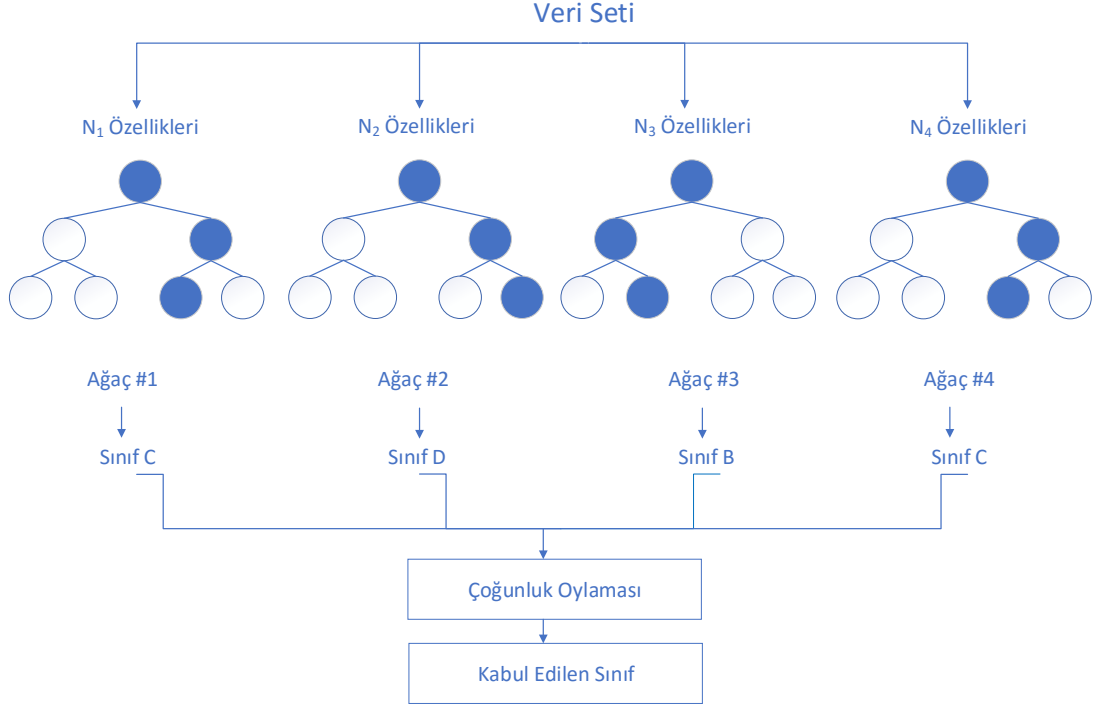 Veri Seti
N₁ Özellikleri
N₂ Özellikleri
N₃ Özellikleri
N₄ Özellikleri
Ağaç #1
Ağaç #2
Ağaç #3
Ağaç #4
Sınıf C
Sınıf D
Sınıf B
Sınıf C
Çoğunluk Oylaması
Kabul Edilen Sınıf